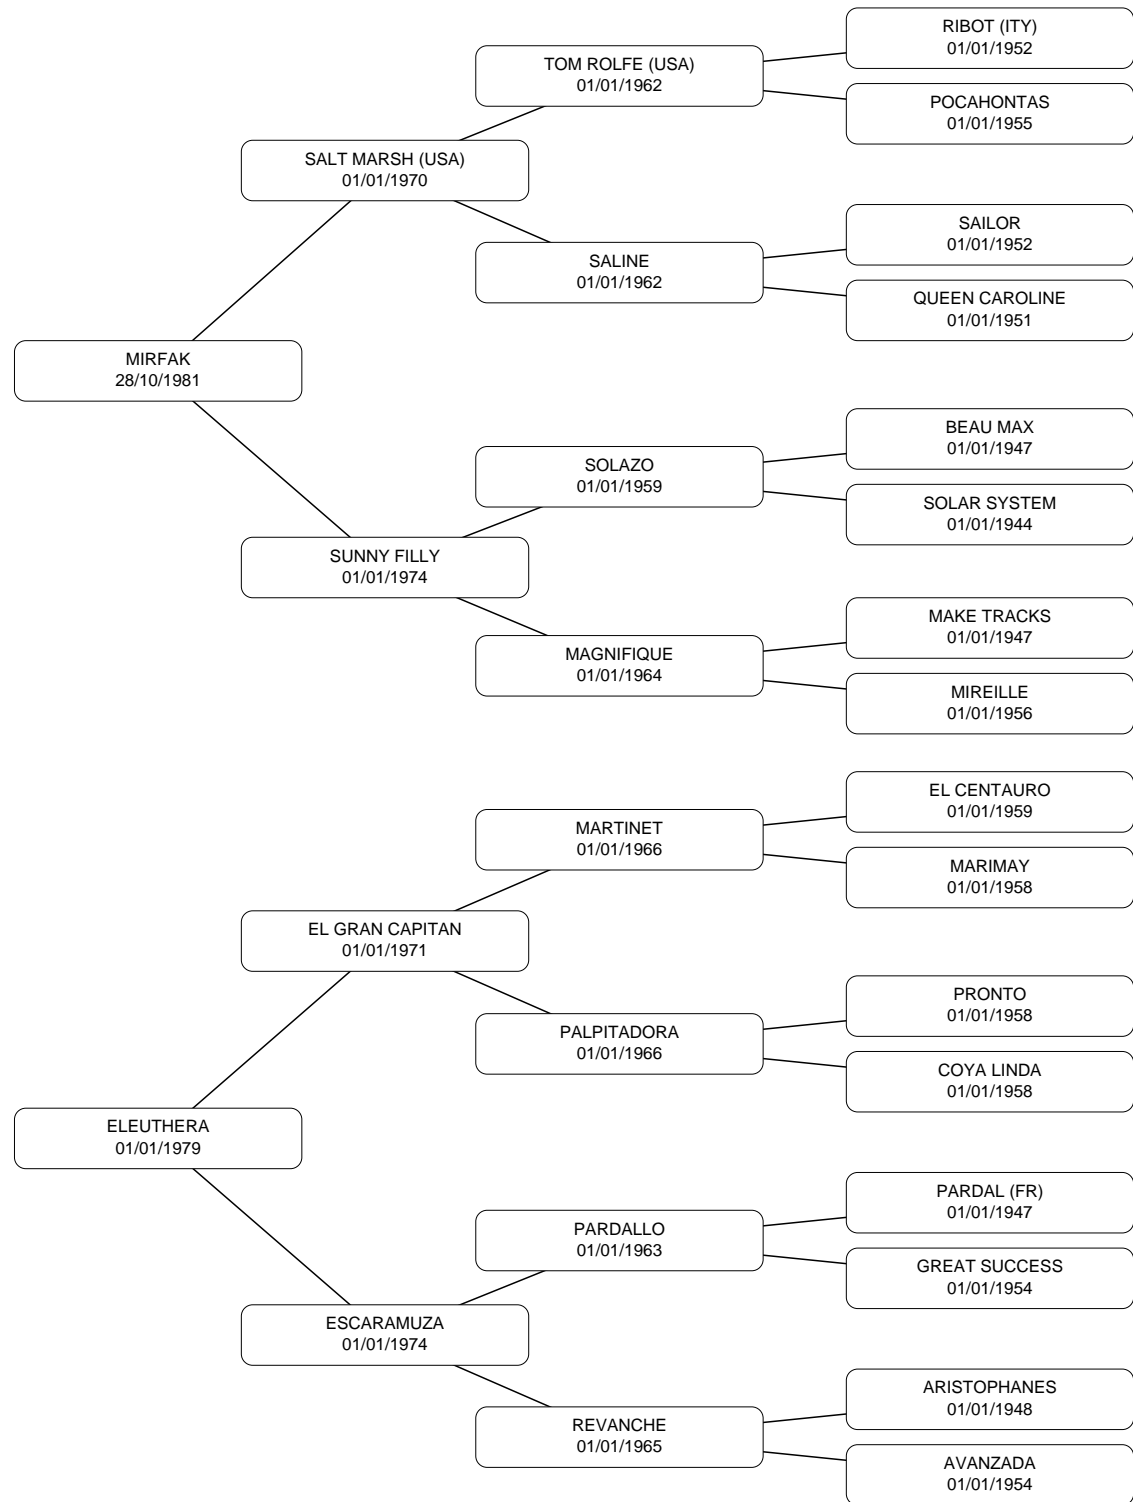 RIBOT (ITY)
01/01/1952
TOM ROLFE (USA)
01/01/1962
POCAHONTAS
01/01/1955
SALT MARSH (USA)
01/01/1970
SAILOR
01/01/1952
SALINE
01/01/1962
QUEEN CAROLINE
01/01/1951
MIRFAK
28/10/1981
BEAU MAX
01/01/1947
SOLAZO
01/01/1959
SOLAR SYSTEM
01/01/1944
SUNNY FILLY
01/01/1974
MAKE TRACKS
01/01/1947
MAGNIFIQUE
01/01/1964
MIREILLE
01/01/1956
EL CENTAURO
01/01/1959
MARTINET
01/01/1966
MARIMAY
01/01/1958
EL GRAN CAPITAN
01/01/1971
PRONTO
01/01/1958
PALPITADORA
01/01/1966
COYA LINDA
01/01/1958
ELEUTHERA
01/01/1979
PARDAL (FR)
01/01/1947
PARDALLO
01/01/1963
GREAT SUCCESS
01/01/1954
ESCARAMUZA
01/01/1974
ARISTOPHANES
01/01/1948
REVANCHE
01/01/1965
AVANZADA
01/01/1954